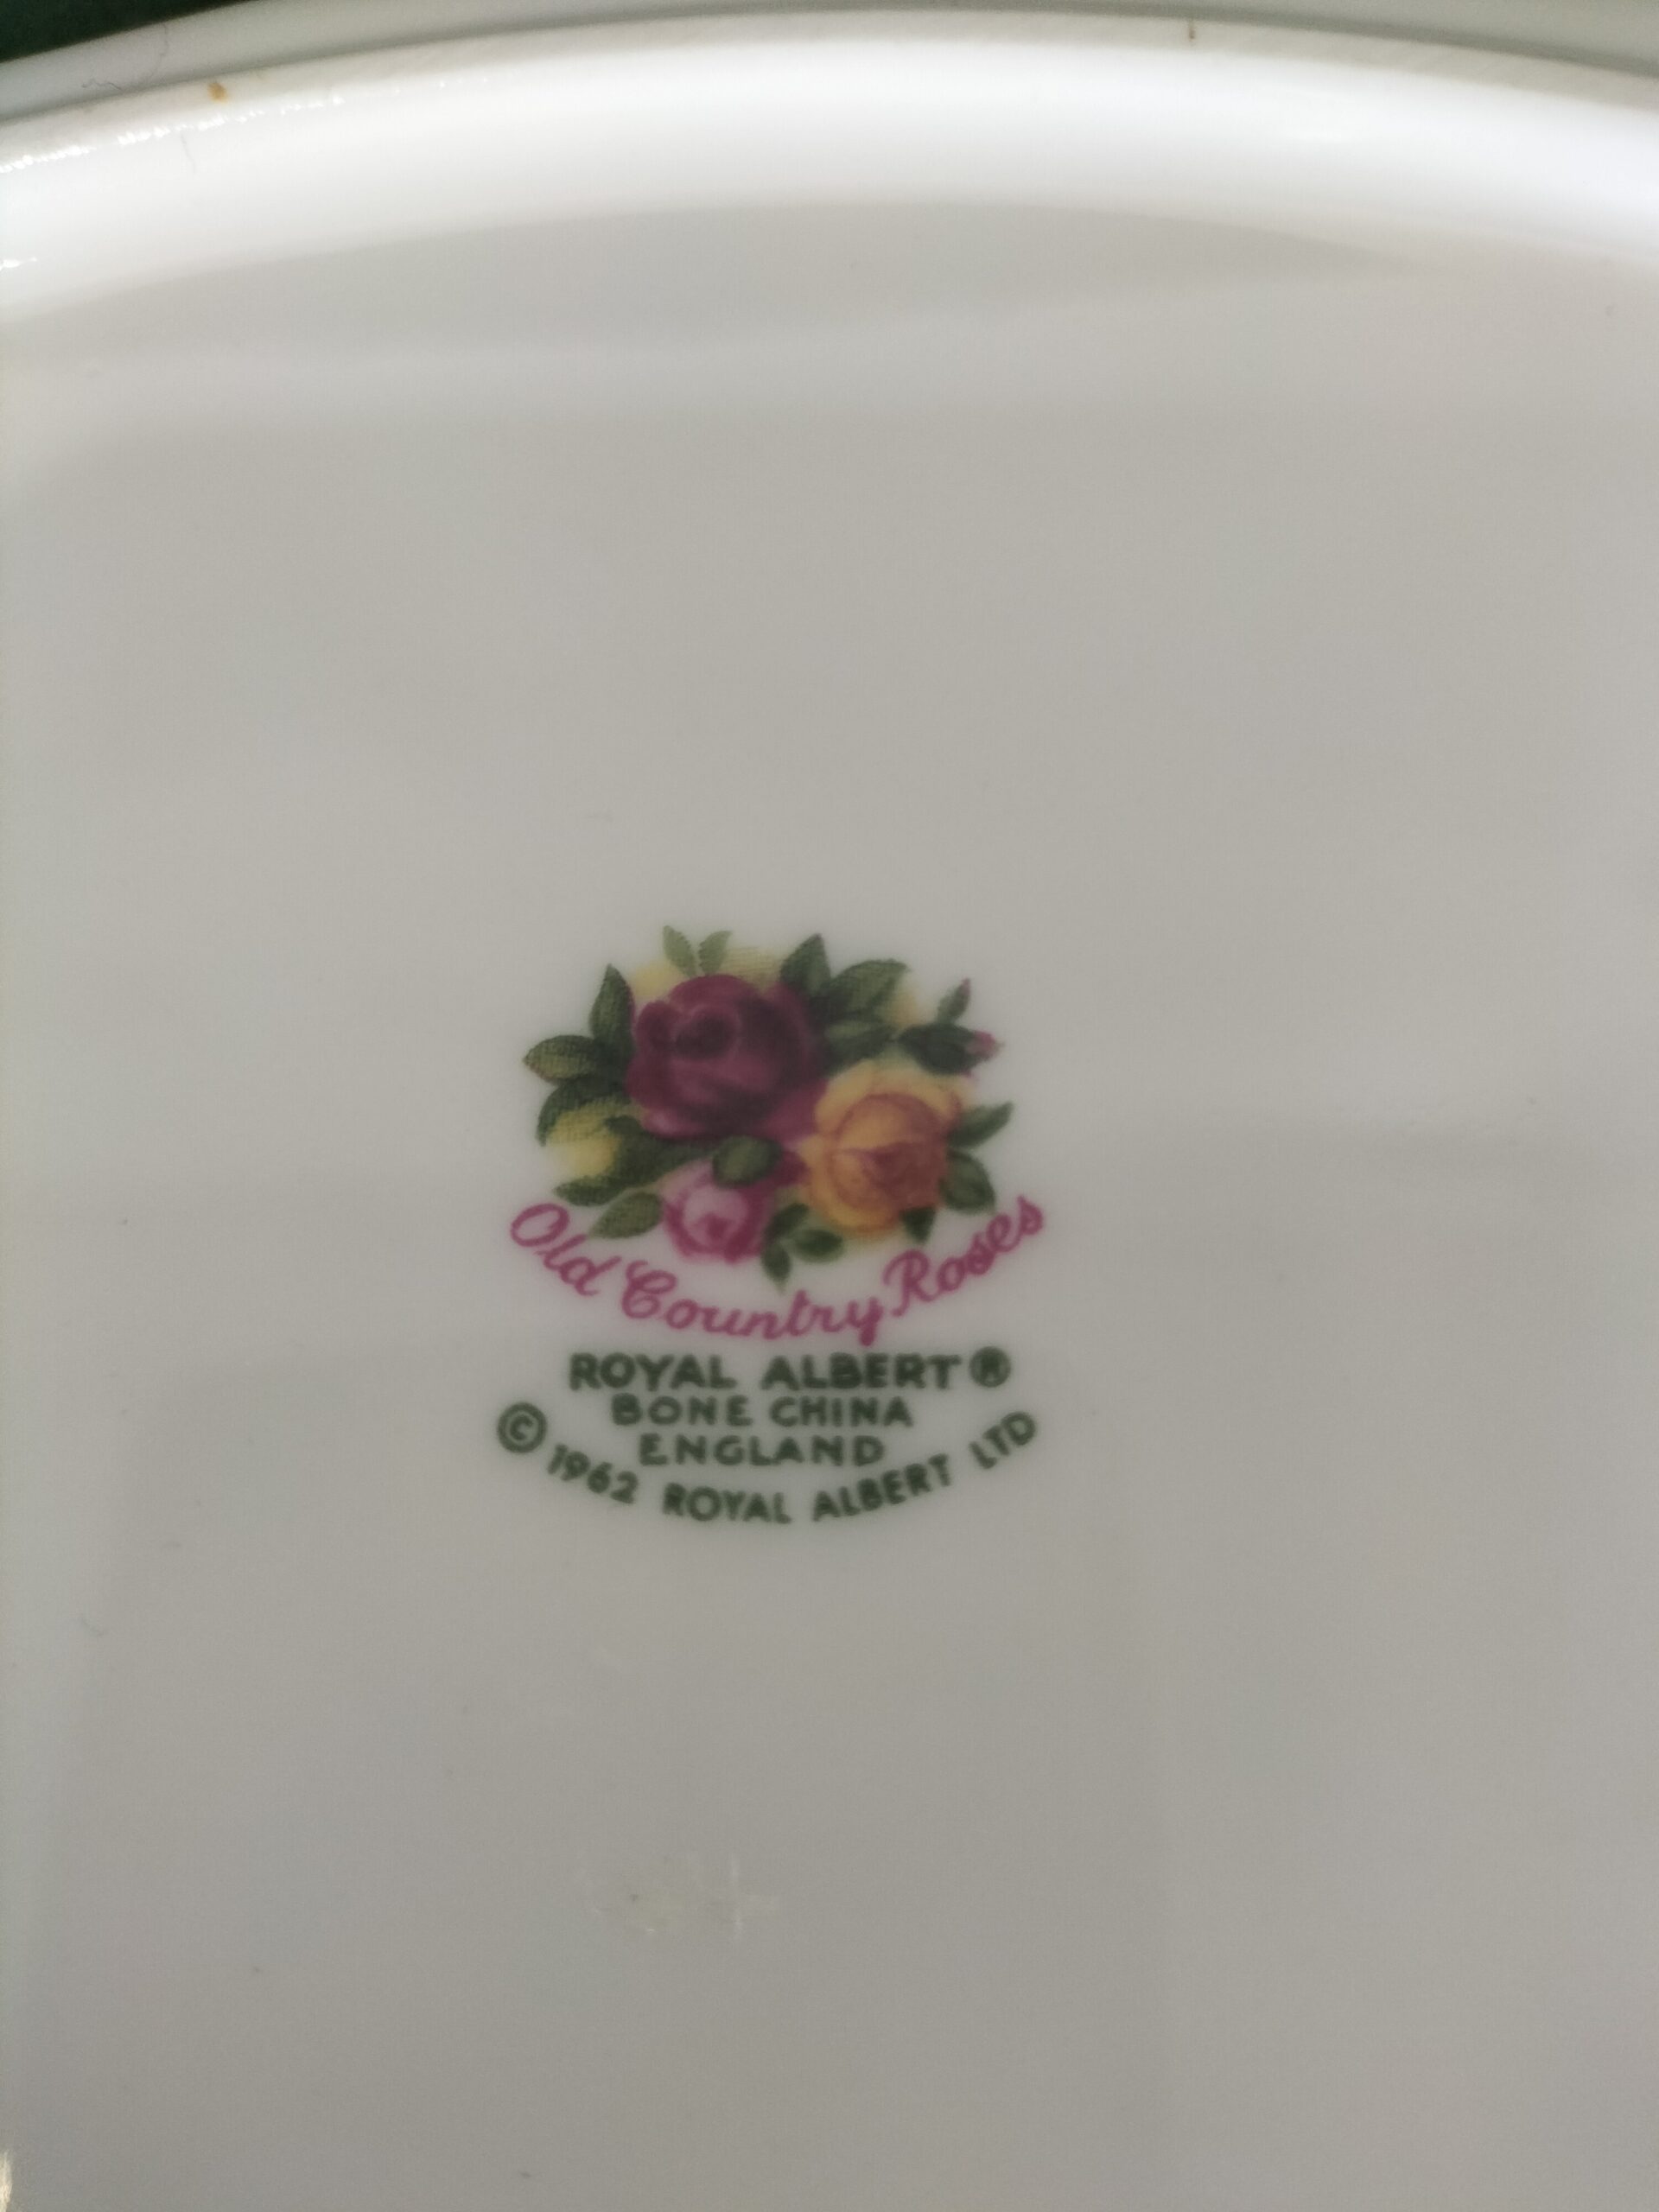 Old Country Roses
ROYAL ALBERT®
BONE CHINA
ENGLAND
© 1962 ROYAL ALBERT LTD